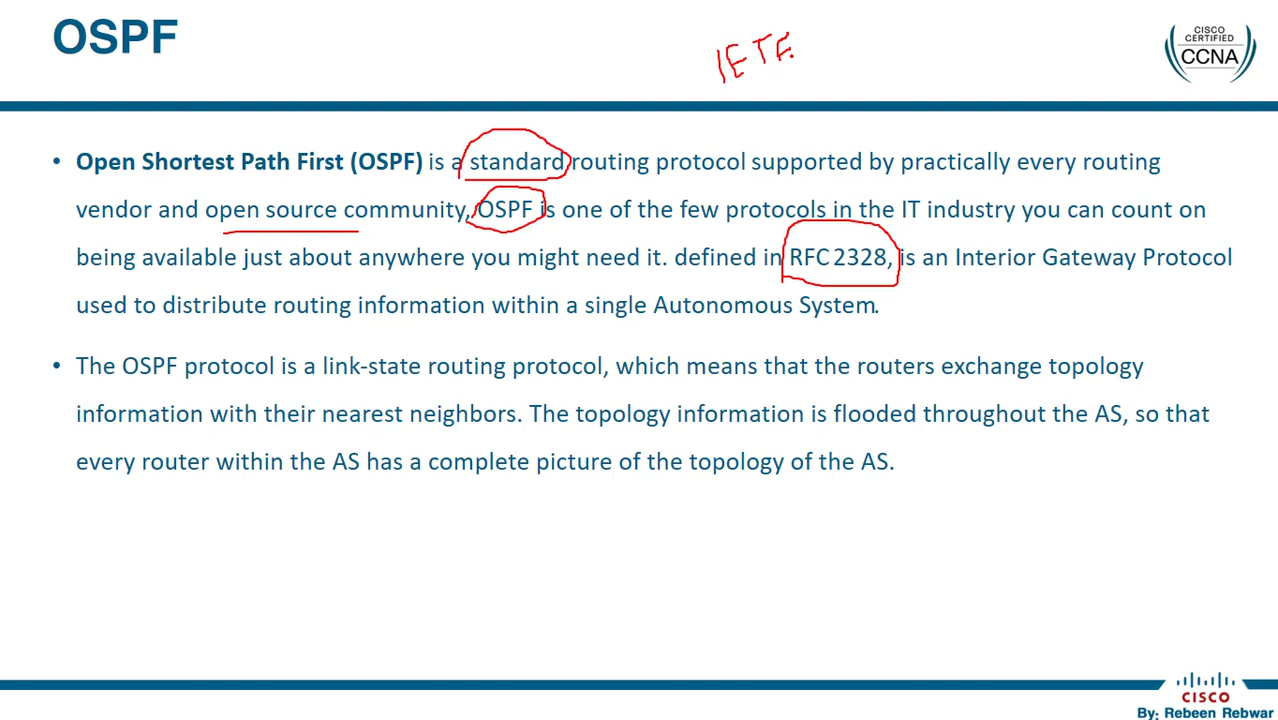 OSPF
CISCO
CERTIFIED
CCNA
IETF
• Open Shortest Path First (OSPF) is a standard routing protocol supported by practically every routing
vendor and open source community, OSPF is one of the few protocols in the IT industry you can count on
being available just about anywhere you might need it. defined in RFC 2328, is an Interior Gateway Protocol
used to distribute routing information within a single Autonomous System.
• The OSPF protocol is a link-state routing protocol, which means that the routers exchange topology
information with their nearest neighbors. The topology information is flooded throughout the AS, so that
every router within the AS has a complete picture of the topology of the AS.
CISCO
By: Rebeen Rebwar